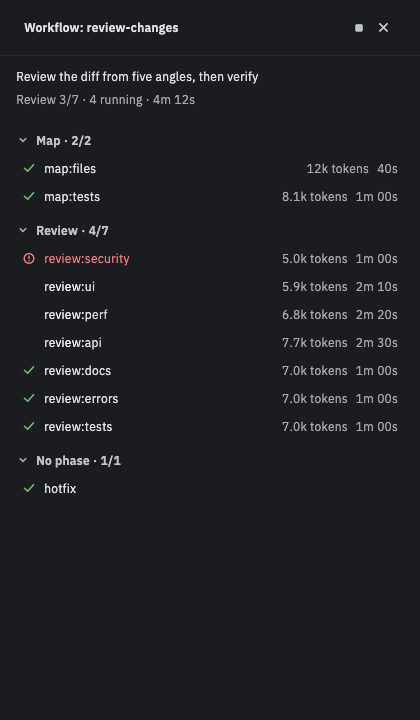 Workflow: review-changes
Review the diff from five angles, then verify
Review 3/7 · 4 running · 4m 12s
Map · 2/2
map:files 12k tokens 40s
map:tests 8.1k tokens 1m 00s
Review · 4/7
review:security 5.0k tokens 1m 00s
review:ui 5.9k tokens 2m 10s
review:perf 6.8k tokens 2m 20s
review:api 7.7k tokens 2m 30s
review:docs 7.0k tokens 1m 00s
review:errors 7.0k tokens 1m 00s
review:tests 7.0k tokens 1m 00s
No phase · 1/1
hotfix